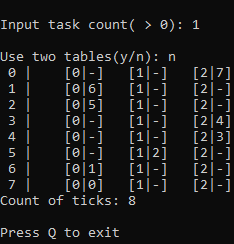 Input task count( > 0): 1
Use two tables(y/n): n
0 | [0|-] [1|-] [2|7]
1 | [0|6] [1|-] [2|-]
2 | [0|5] [1|-] [2|-]
3 | [0|-] [1|-] [2|4]
4 | [0|-] [1|-] [2|3]
5 | [0|-] [1|2] [2|-]
6 | [0|1] [1|-] [2|-]
7 | [0|0] [1|-] [2|-]
Count of ticks: 8
Press Q to exit